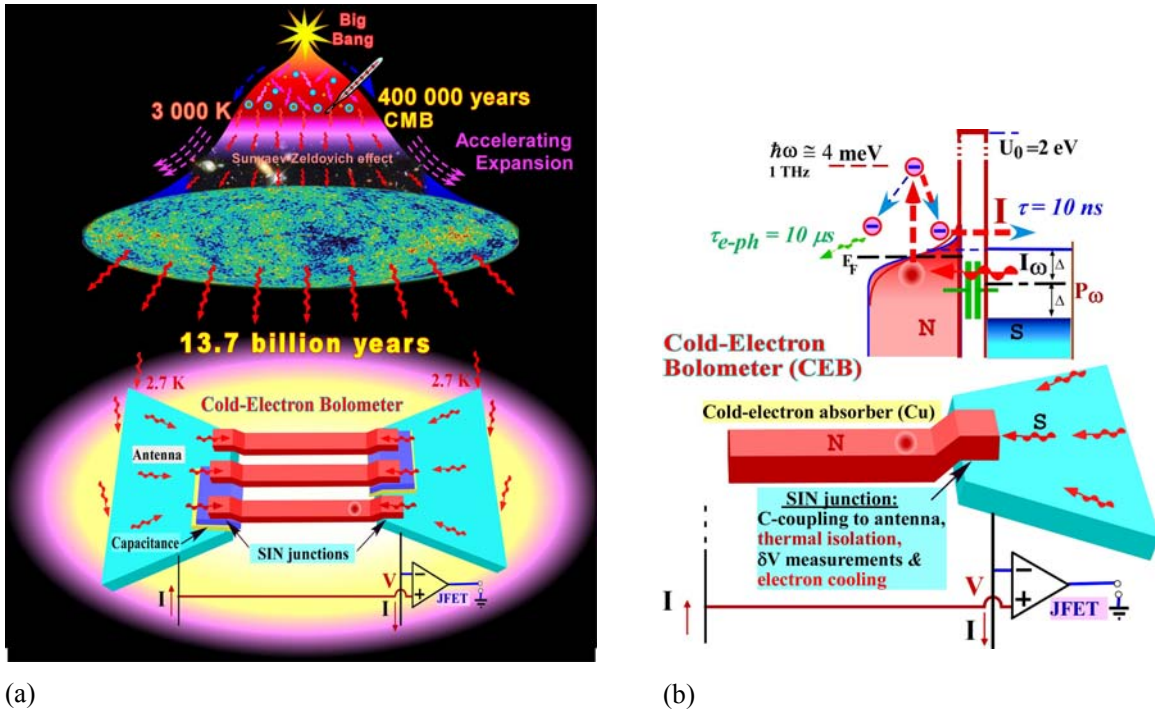 Big
Bang
3 000 K
400 000 years
CMB
Accelerating
Expansion
Sunyaev Zeldovich effect
13.7 billion years
2.7 K
2.7 K
Cold-Electron Bolometer
Antenna
Capacitance
SIN junctions
I
V
I
−
+
JFET
(a)
ℏω ≅ 4 meV
1 THz
U₀ =2 eV
I
τ = 10 ns
τe-ph = 10 μs
EF
Iω
Δ
Δ
Pω
N
S
Cold-Electron
Bolometer (CEB)
Cold-electron absorber (Cu)
N
S
SIN junction:
C-coupling to antenna,
thermal isolation,
δV measurements &
electron cooling
I
V
I
−
+
JFET
(b)